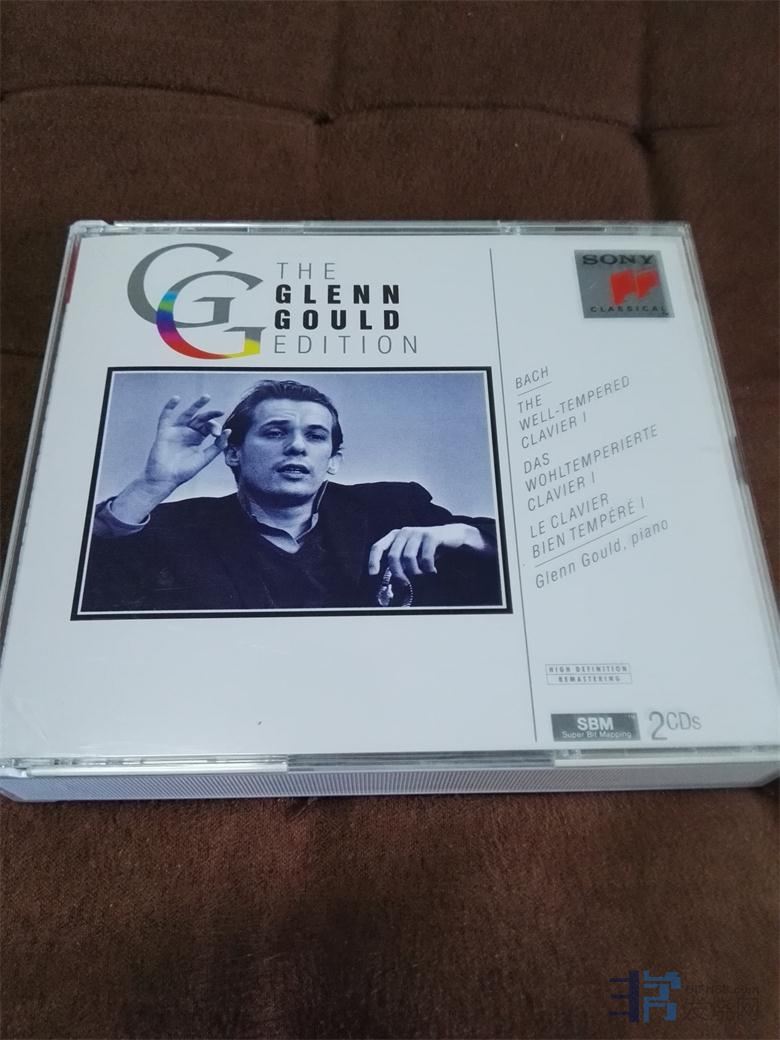 GG
THE
GLENN
GOULD
EDITION
SONY
CLASSICAL
BACH
THE
WELL-TEMPERED
CLAVIER I
DAS
WOHLTEMPERIERTE
CLAVIER I
LE CLAVIER
BIEN TEMPÉRÉ I
Glenn Gould, piano
HIGH DEFINITION
REMASTERING
SBM™
Super Bit Mapping
2CDs